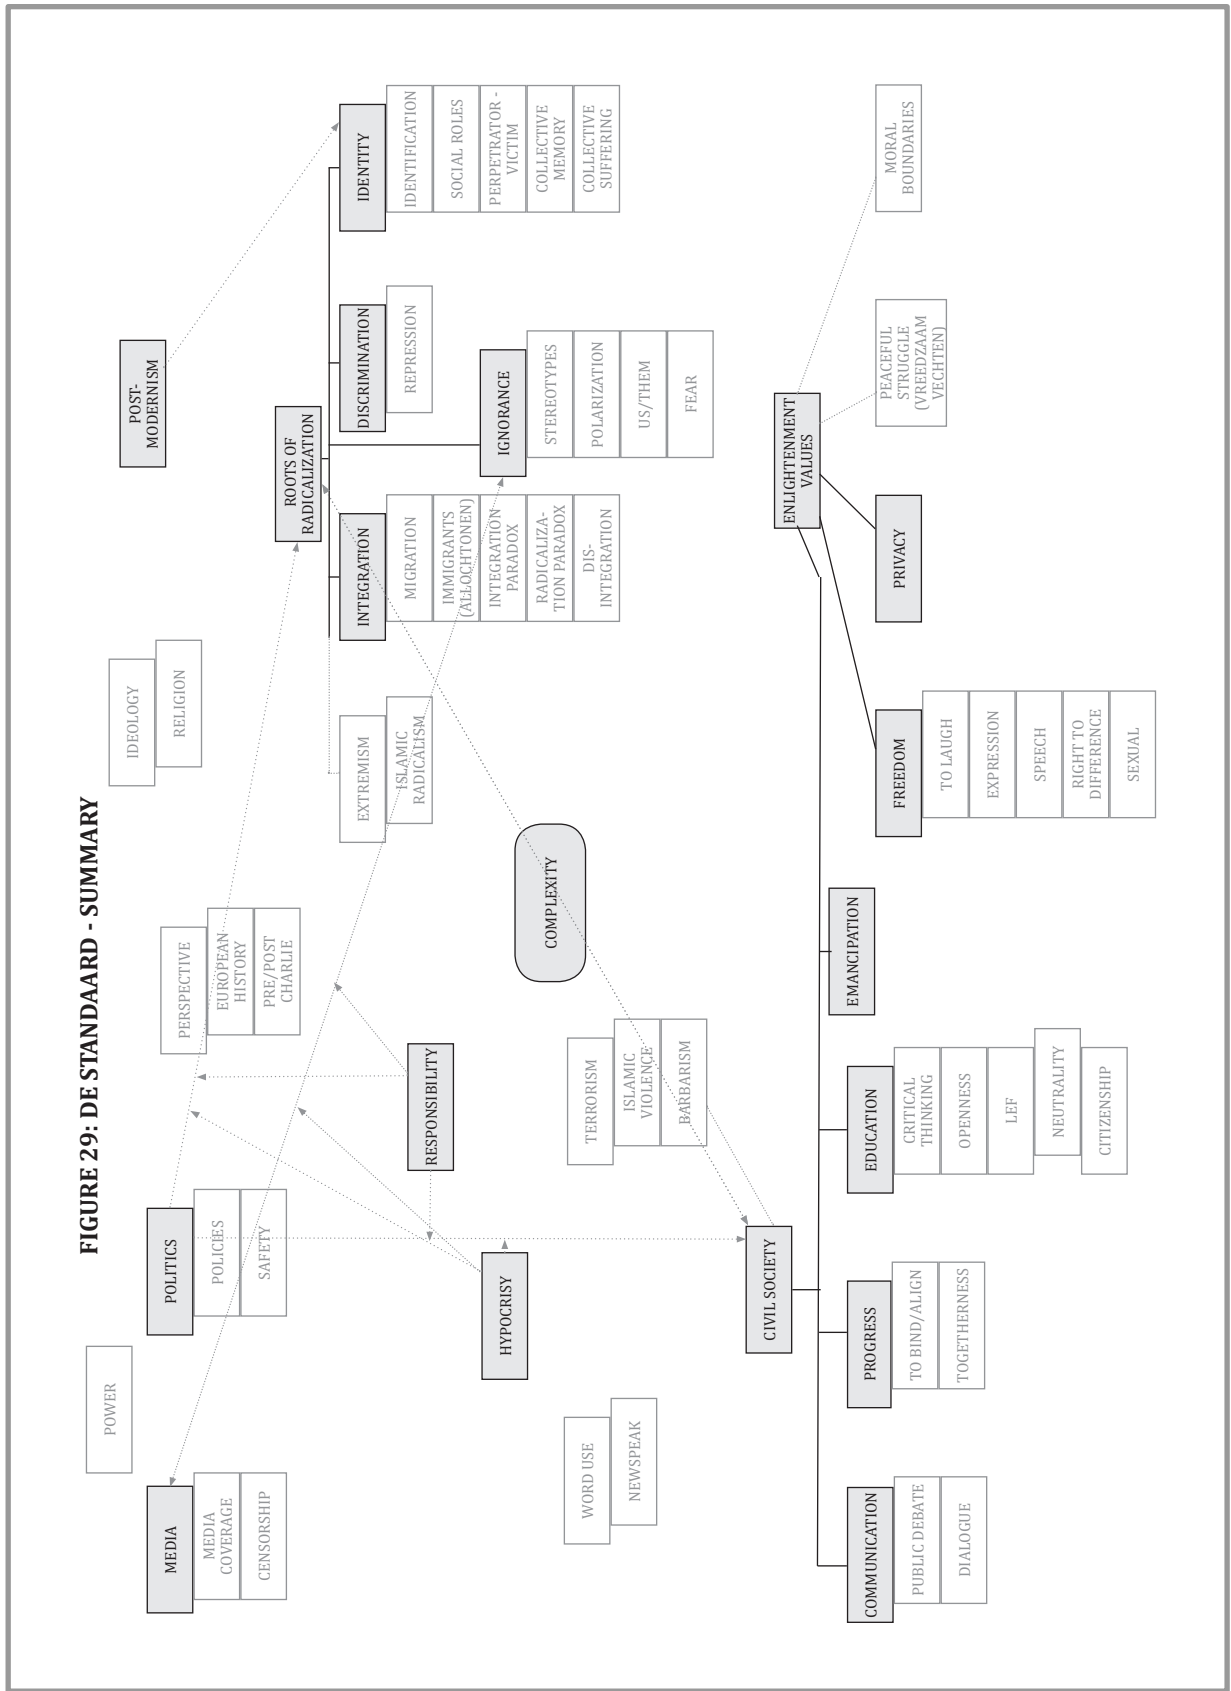 FIGURE 29: DE STANDAARD - SUMMARY
POWER
IDEOLOGY
RELIGION
POST-
MODERNISM
MEDIA
MEDIA
COVERAGE
CENSORSHIP
POLITICS
POLICIES
SAFETY
PERSPECTIVE
EUROPEAN
HISTORY
PRE/POST
CHARLIE
ROOTS OF
RADICALIZATION
EXTREMISM
ISLAMIC
RADICALISM
INTEGRATION
MIGRATION
IMMIGRANTS
(ALLOCHTONEN)
INTEGRATION
PARADOX
RADICALIZA-
TION PARADOX
DIS-
INTEGRATION
DISCRIMINATION
REPRESSION
IDENTITY
IDENTIFICATION
SOCIAL ROLES
PERPETRATOR -
VICTIM
COLLECTIVE
MEMORY
COLLECTIVE
SUFFERING
IGNORANCE
STEREOTYPES
POLARIZATION
US/THEM
FEAR
RESPONSIBILITY
HYPOCRISY
COMPLEXITY
WORD USE
NEWSPEAK
TERRORISM
ISLAMIC
VIOLENCE
BARBARISM
CIVIL SOCIETY
ENLIGHTENMENT
VALUES
COMMUNICATION
PUBLIC DEBATE
DIALOGUE
PROGRESS
TO BIND/ALIGN
TOGETHERNESS
EDUCATION
CRITICAL
THINKING
OPENNESS
LEF
NEUTRALITY
CITIZENSHIP
EMANCIPATION
FREEDOM
TO LAUGH
EXPRESSION
SPEECH
RIGHT TO
DIFFERENCE
SEXUAL
PRIVACY
PEACEFUL
STRUGGLE
(VREEDZAAM
VECHTEN)
MORAL
BOUNDARIES